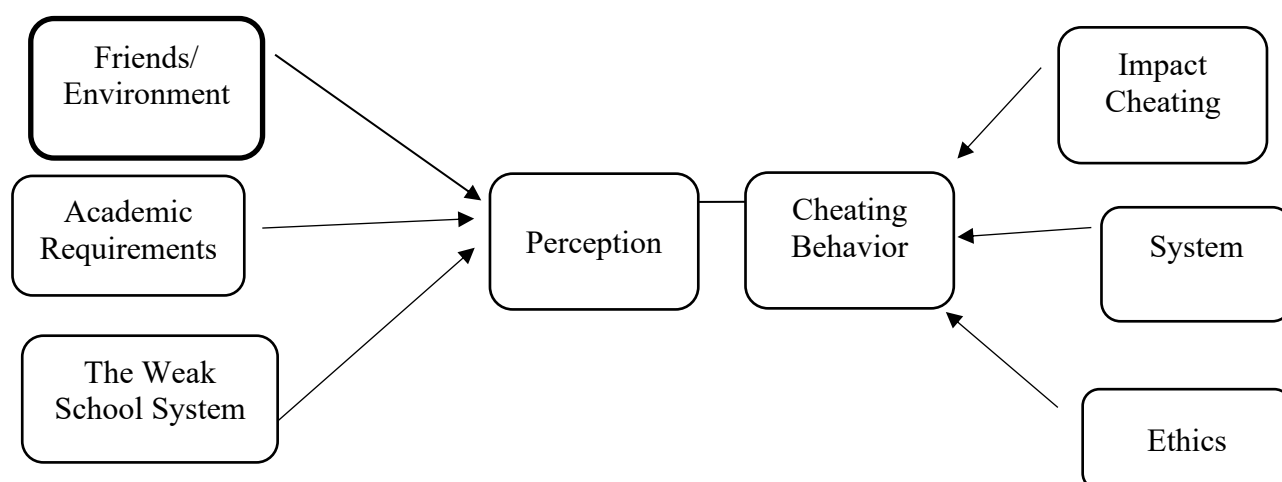 Friends/
Environment
Academic
Requirements
The Weak
School System
Perception
Cheating
Behavior
Impact
Cheating
System
Ethics